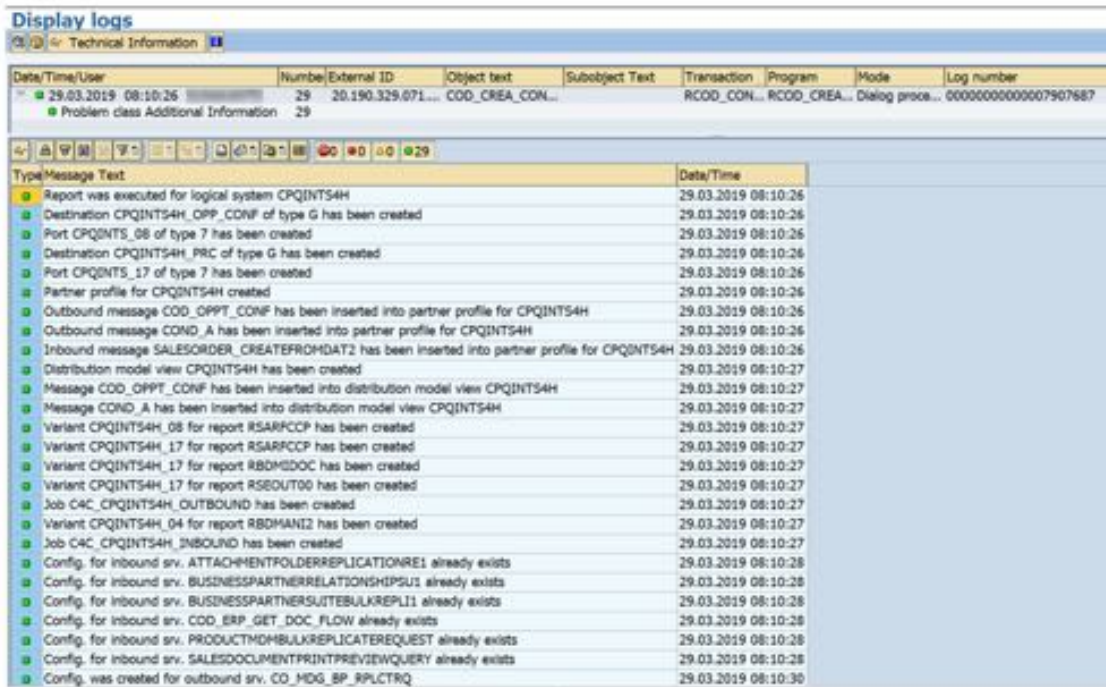 Display logs
Technical Information
Date/Time/User Numbe External ID Object text Subobject Text Transaction Program Mode Log number
29.03.2019 08:10:26 29 20.190.329.071.... COD_CREA_CON... RCOD_CON... RCOD_CREA... Dialog proce... 00000000000007907687
Problem class Additional Information 29
0 0 0 29
Type Message Text Date/Time
Report was executed for logical system CPQINTS4H 29.03.2019 08:10:26
Destination CPQINTS4H_OPP_CONF of type G has been created 29.03.2019 08:10:26
Port CPQINTS_08 of type 7 has been created 29.03.2019 08:10:26
Destination CPQINTS4H_PRC of type G has been created 29.03.2019 08:10:26
Port CPQINTS_17 of type 7 has been created 29.03.2019 08:10:26
Partner profile for CPQINTS4H created 29.03.2019 08:10:26
Outbound message COD_OPPT_CONF has been inserted into partner profile for CPQINTS4H 29.03.2019 08:10:26
Outbound message COND_A has been inserted into partner profile for CPQINTS4H 29.03.2019 08:10:26
Inbound message SALESORDER_CREATEFROMDAT2 has been inserted into partner profile for CPQINTS4H 29.03.2019 08:10:26
Distribution model view CPQINTS4H has been created 29.03.2019 08:10:27
Message COD_OPPT_CONF has been inserted into distribution model view CPQINTS4H 29.03.2019 08:10:27
Message COND_A has been inserted into distribution model view CPQINTS4H 29.03.2019 08:10:27
Variant CPQINTS4H_08 for report RSARFCCP has been created 29.03.2019 08:10:27
Variant CPQINTS4H_17 for report RSARFCCP has been created 29.03.2019 08:10:27
Variant CPQINTS4H_17 for report RBDMIDOC has been created 29.03.2019 08:10:27
Variant CPQINTS4H_17 for report RSEOUT00 has been created 29.03.2019 08:10:27
Job C4C_CPQINTS4H_OUTBOUND has been created 29.03.2019 08:10:27
Variant CPQINTS4H_04 for report RBDMANI2 has been created 29.03.2019 08:10:27
Job C4C_CPQINTS4H_INBOUND has been created 29.03.2019 08:10:27
Config. for inbound srv. ATTACHMENTFOLDERREPLICATIONRE1 already exists 29.03.2019 08:10:28
Config. for inbound srv. BUSINESSPARTNERRELATIONSHIPSU1 already exists 29.03.2019 08:10:28
Config. for inbound srv. BUSINESSPARTNERSUITEBULKREPLI1 already exists 29.03.2019 08:10:28
Config. for inbound srv. COD_ERP_GET_DOC_FLOW already exists 29.03.2019 08:10:28
Config. for inbound srv. PRODUCTMDMBULKREPLICATEREQUEST already exists 29.03.2019 08:10:28
Config. for inbound srv. SALESDOCUMENTPRINTPREVIEWQUERY already exists 29.03.2019 08:10:28
Config. was created for outbound srv. CO_MDG_BP_RPLCTRQ 29.03.2019 08:10:30